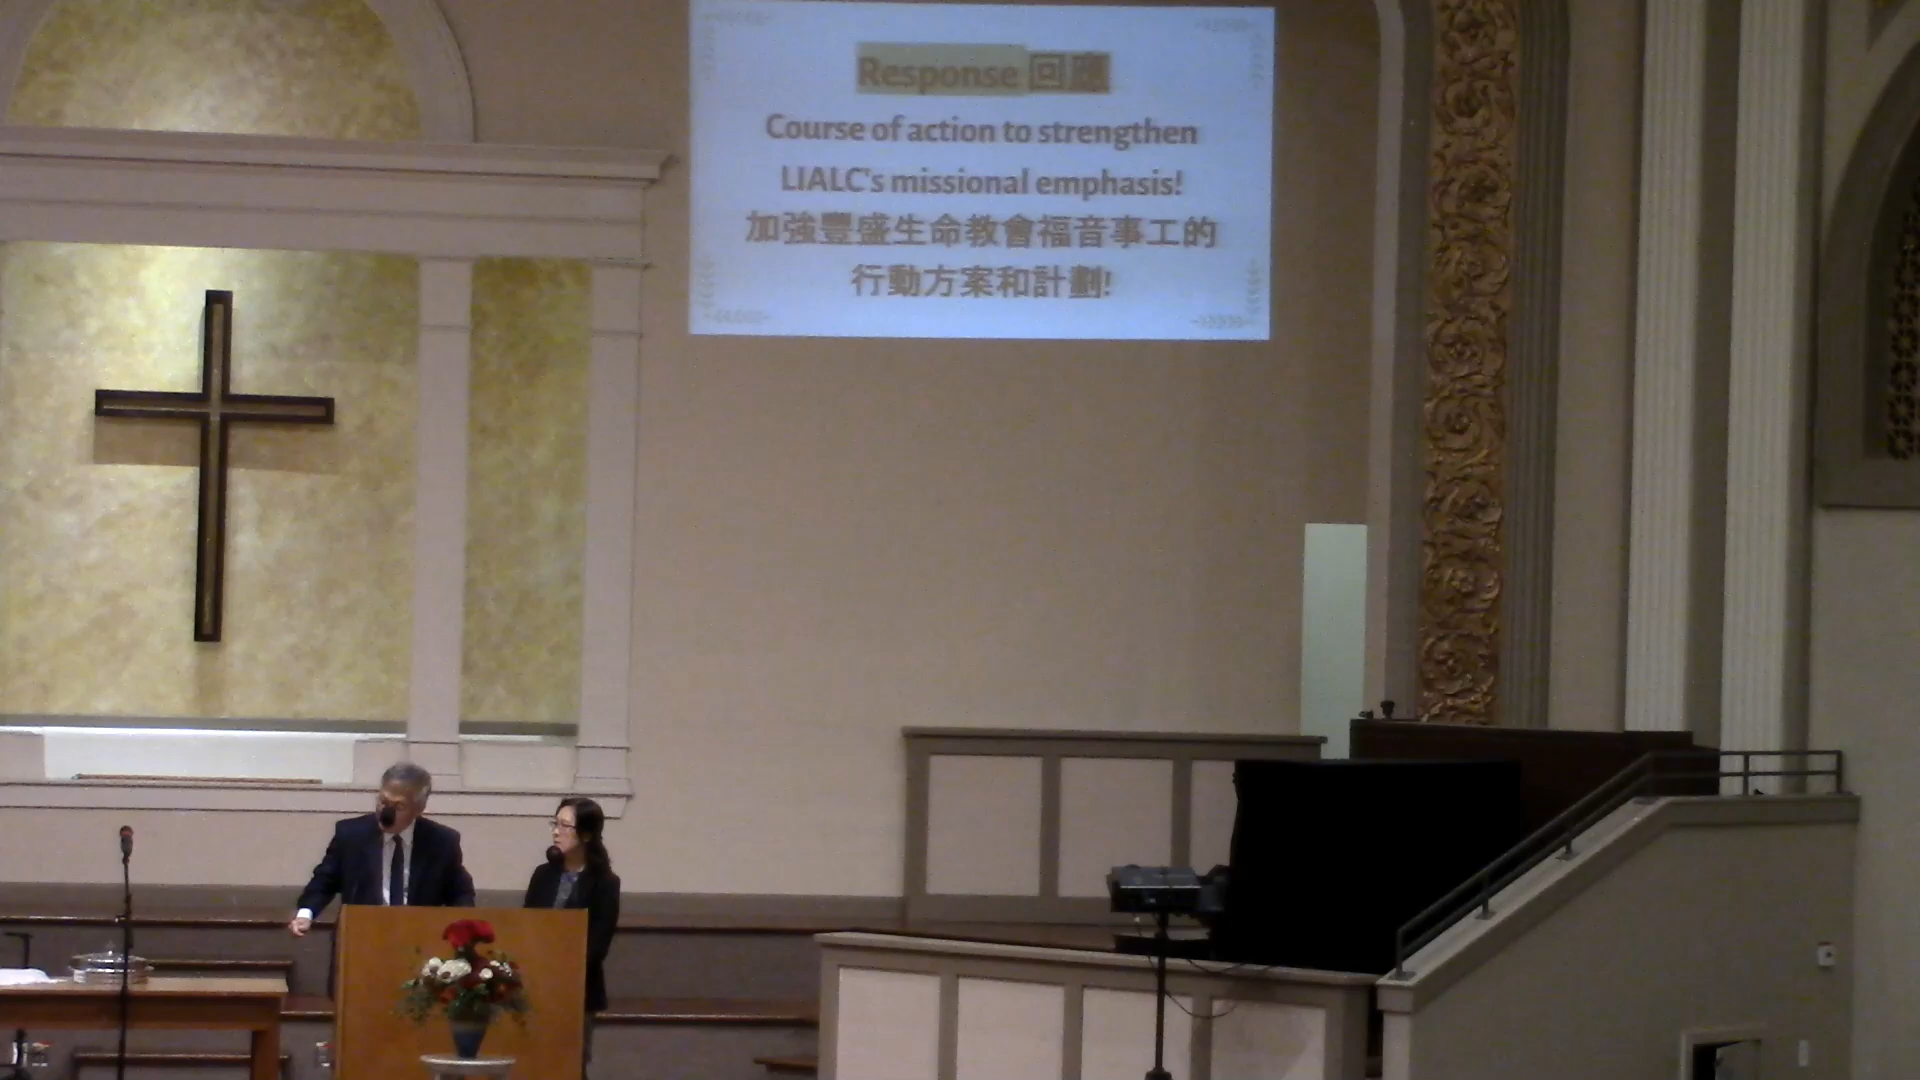 Response 回應
Course of action to strengthen
LIALC's missional emphasis!
加強豐盛生命教會福音事工的
行動方案和計劃!